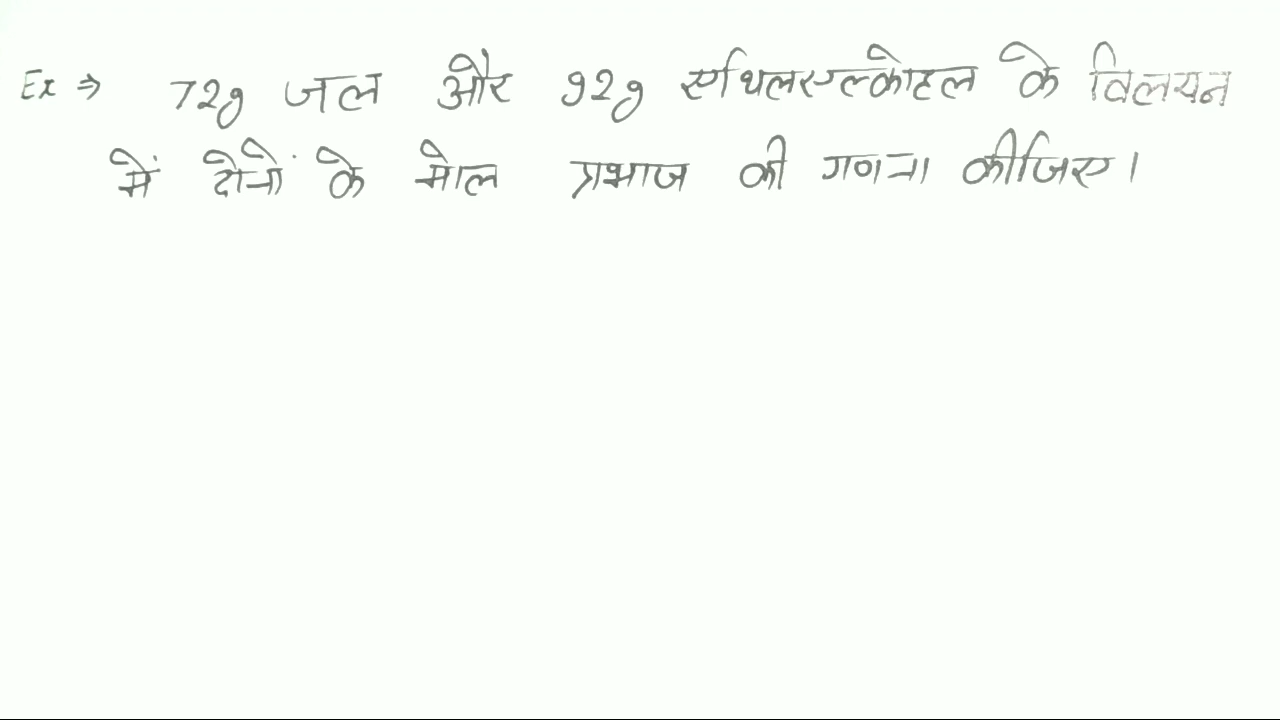 Ex ⇒ 72g जल और 92g एथिलएल्कोहल के विलयन
में दोनों के मोल प्रभाज की गणना कीजिए।